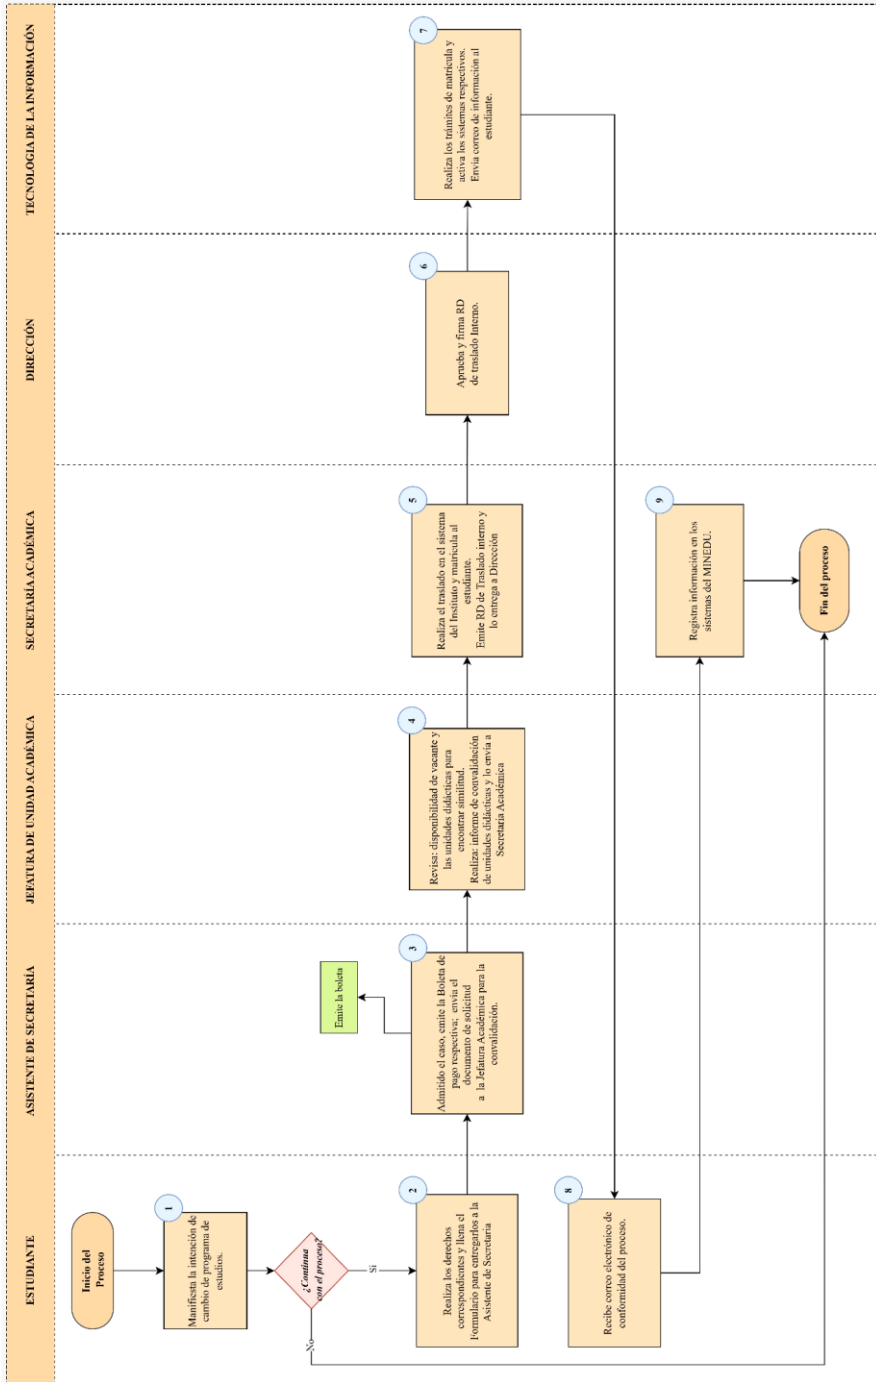 ESTUDIANTE
ASISTENTE DE SECRETARÍA
JEFATURA DE UNIDAD ACADÉMICA
SECRETARÍA ACADÉMICA
DIRECCIÓN
TECNOLOGIA DE LA INFORMACIÓN
Inicio del
Proceso
1
Manifiesta la intención de
cambio de programa de
estudios.
¿Continua
con el proceso?
No
Si
2
Realiza los derechos
correspondientes y llena el
Formulario para entregarlos a la
Asistente de Secretaria
Emite la boleta
3
Admitido el caso, emite la Boleta de
pago respectiva; envia el
documento de solicitud
a la Jefatura Académica para la
convalidación.
4
Revisa: disponibilidad de vacante y
las unidades didácticas para
encontrar similitud.
Realiza: informe de convalidación
de unidades didácticas y lo envia a
Secretaria Académica
5
Realiza el traslado en el sistema
del Insituto y matricula al
estudiante.
Emite RD de Traslado interno y
lo entrega a Dirección
6
Aprueba y firma RD
de traslado Interno.
7
Realiza los trámites de matricula y
activa los sistemas respectivos.
Envia correo de información al
estudiante.
8
Recibe correo electrónico de
conformidad del proceso.
9
Registra información en los
sistemas del MINEDU.
Fin del proceso